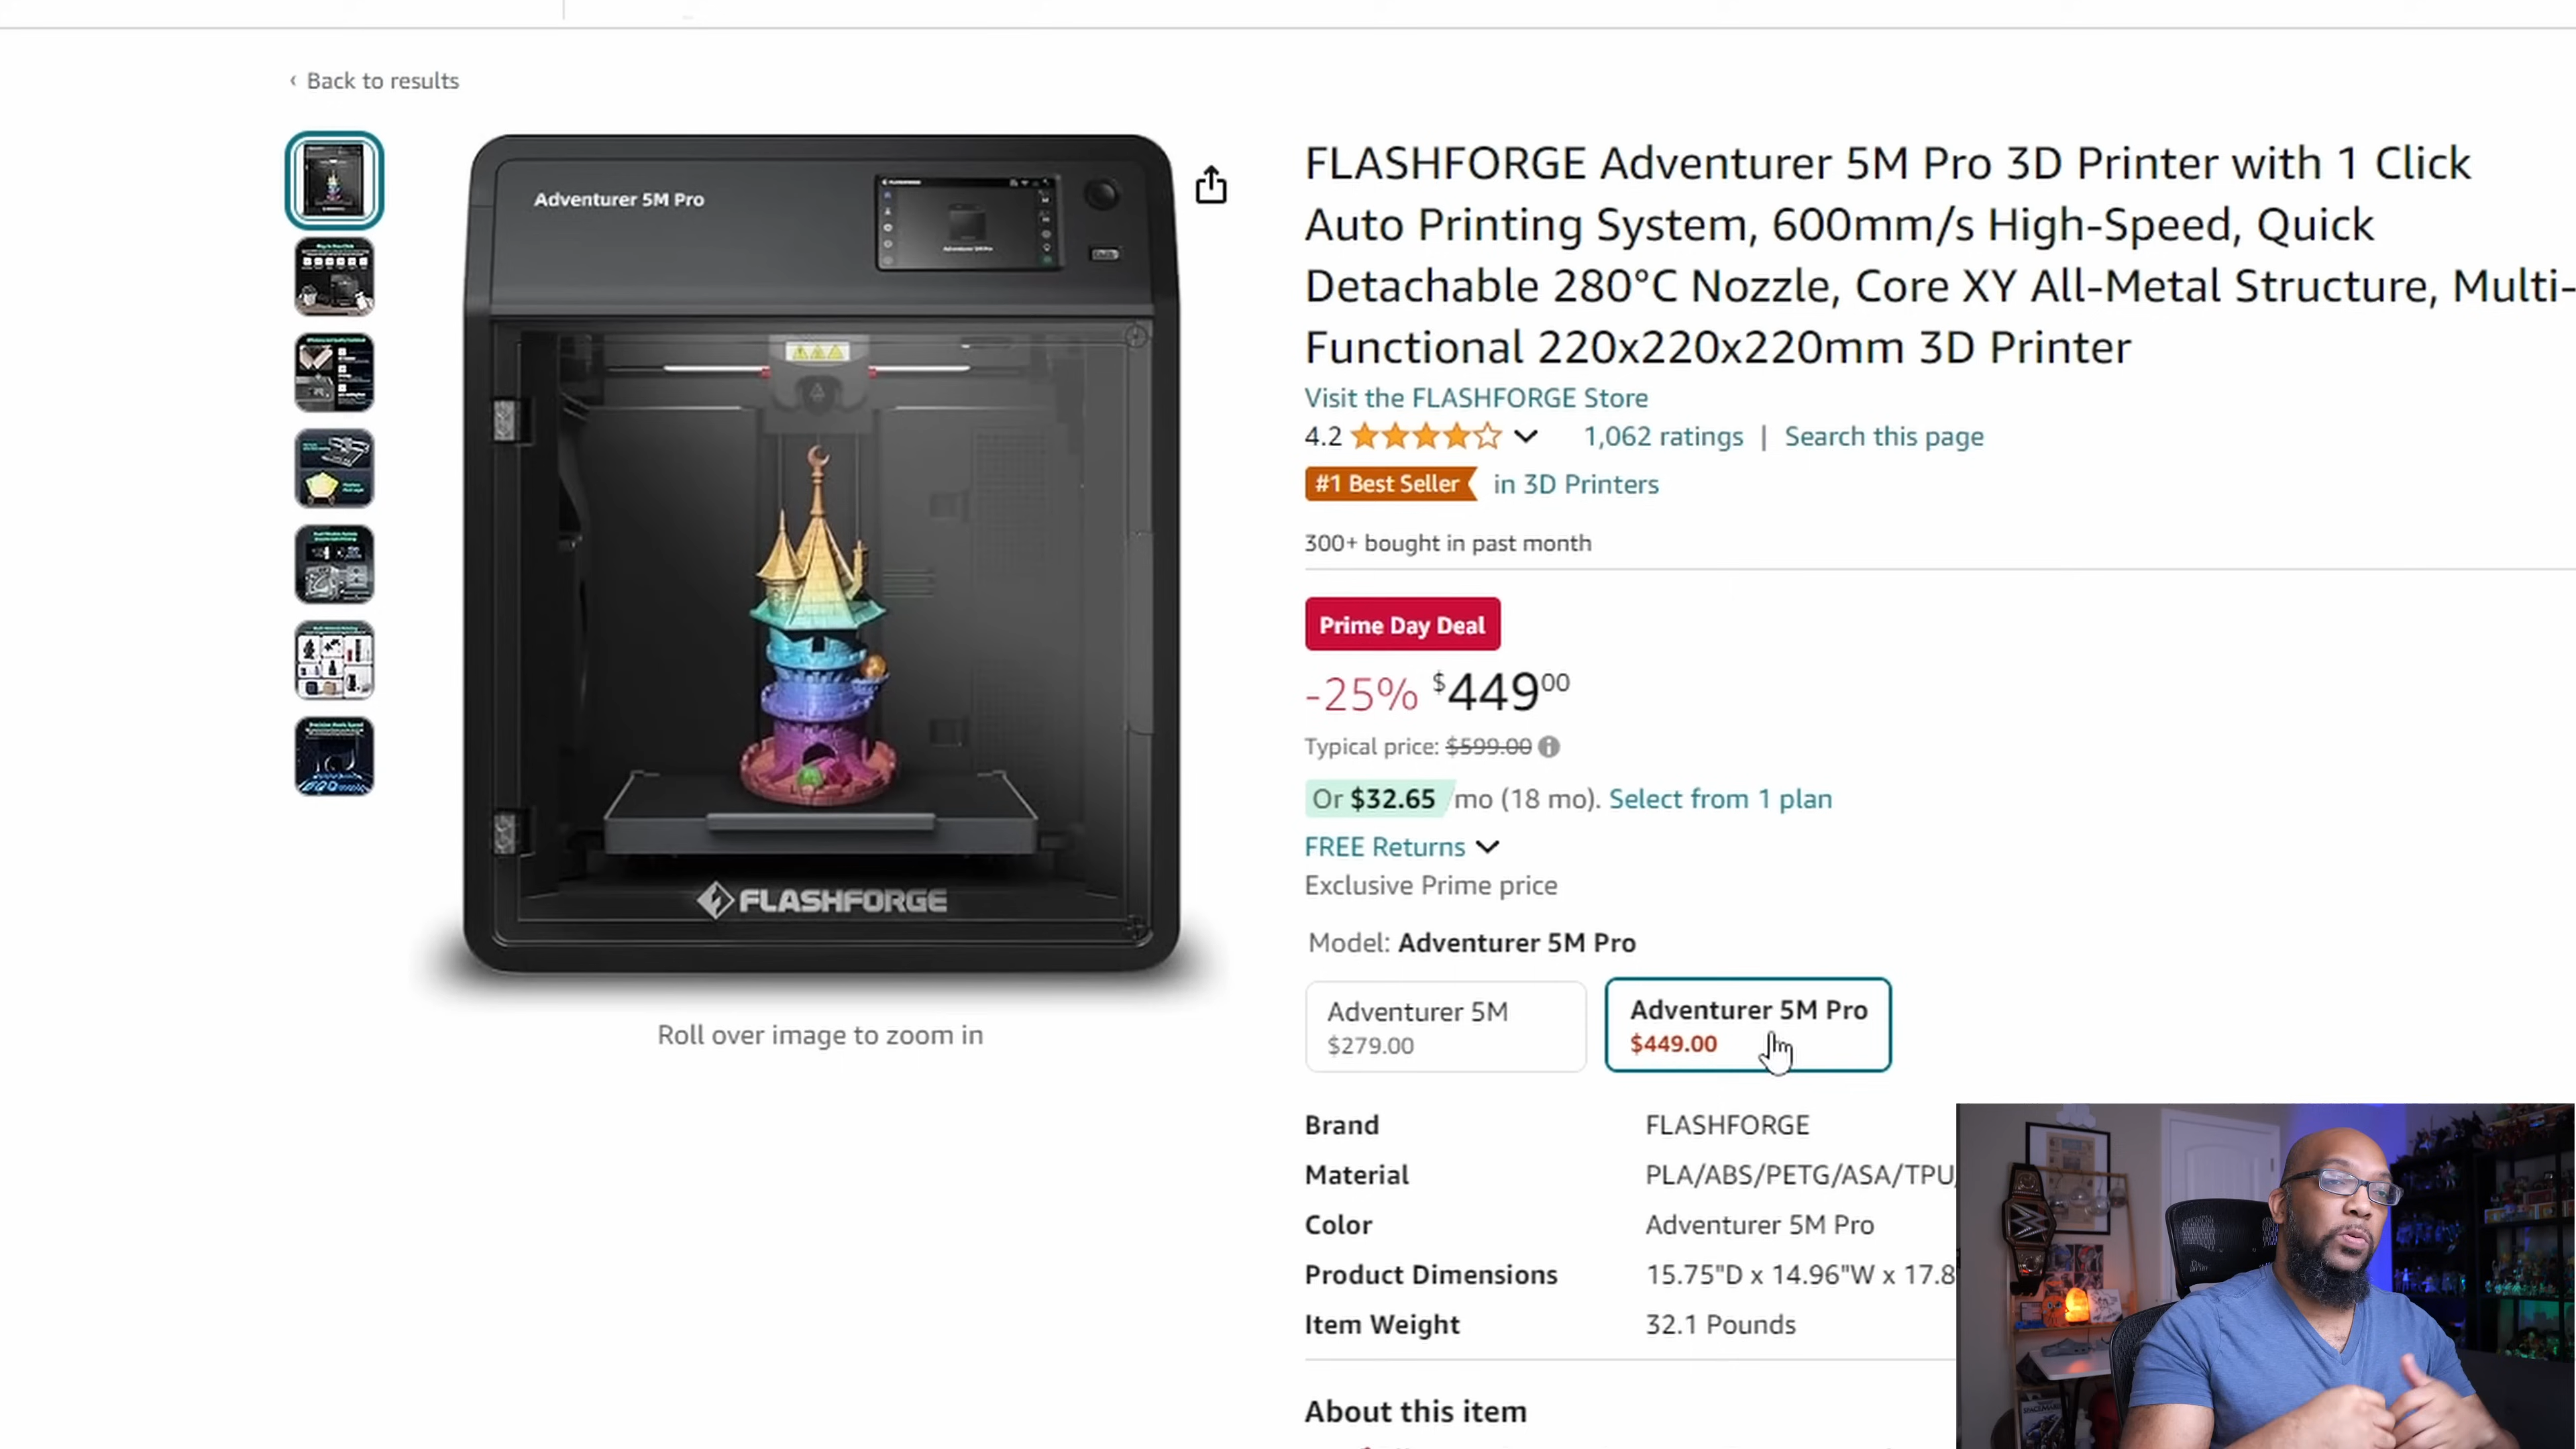 Back to results
Adventurer 5M Pro
FLASHFORGE
Roll over image to zoom in
FLASHFORGE Adventurer 5M Pro 3D Printer with 1 Click
Auto Printing System, 600mm/s High-Speed, Quick
Detachable 280°C Nozzle, Core XY All-Metal Structure, Multi-
Functional 220x220x220mm 3D Printer
Visit the FLASHFORGE Store
4.2 1,062 ratings | Search this page
#1 Best Seller in 3D Printers
300+ bought in past month
Prime Day Deal
-25% $449.00
Typical price: $599.00
Or $32.65 /mo (18 mo). Select from 1 plan
FREE Returns
Exclusive Prime price
Model: Adventurer 5M Pro
Adventurer 5M
$279.00
Adventurer 5M Pro
$449.00
Brand FLASHFORGE
Material PLA/ABS/PETG/ASA/TPU/
Color Adventurer 5M Pro
Product Dimensions 15.75"D x 14.96"W x 17.8
Item Weight 32.1 Pounds
About this item